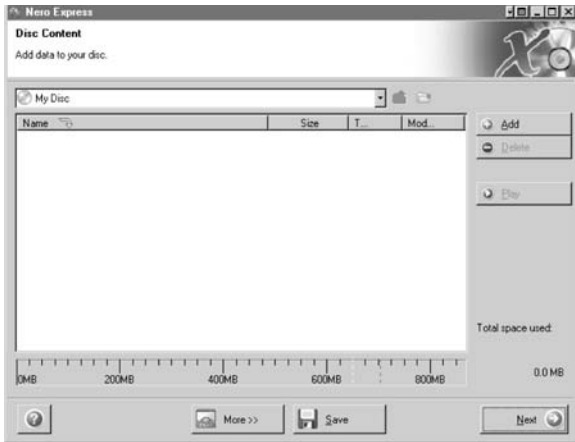 Nero Express
Disc Content
Add data to your disc.
My Disc
Name Size T... Mod...
Add
Delete
Play
Total space used:
0MB 200MB 400MB 600MB 800MB 0.0 MB
More >> Save Next